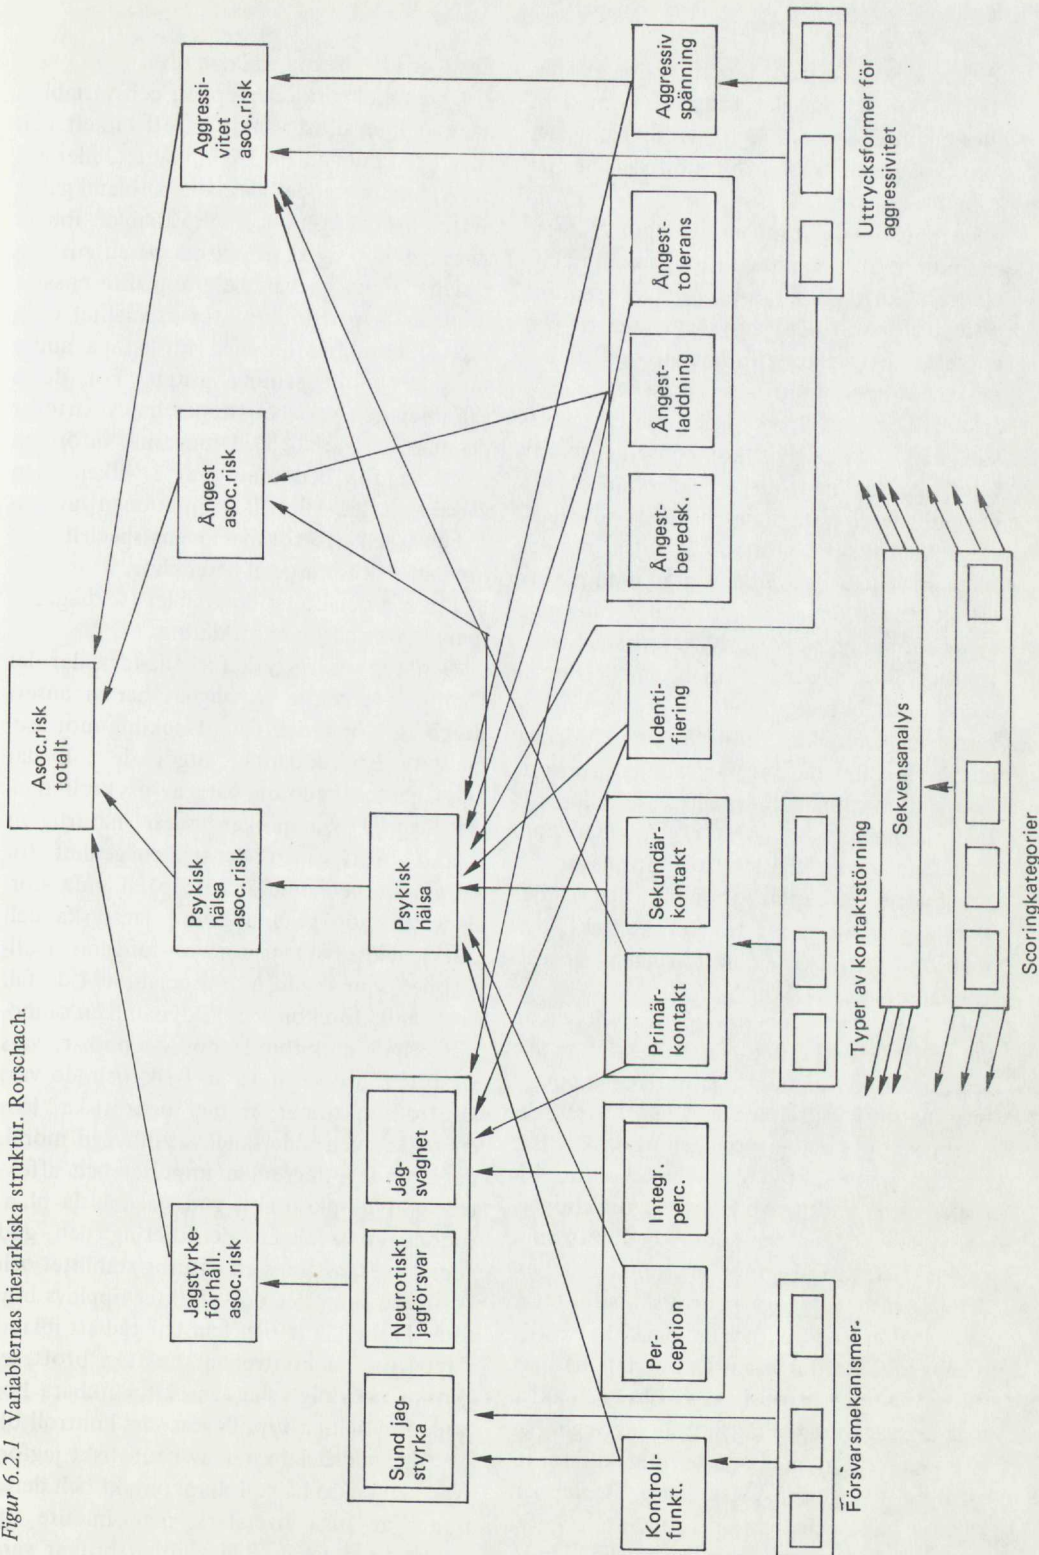 Figur 6.2.1 Variablernas hierarkiska struktur. Rorschach.
Asoc.risk
totalt
Jagstyrke-
förhåll.
asoc.risk
Psykisk
hälsa
asoc.risk
Ångest
asoc.risk
Aggressi-
vitet
asoc.risk
Sund jag-
styrka
Neurotiskt
jagförsvar
Jag-
svaghet
Psykisk
hälsa
Kontroll-
funkt.
Per-
ception
Integr.
perc.
Primär-
kontakt
Sekundär-
kontakt
Identi-
fiering
Ångest-
beredsk.
Ångest-
laddning
Ångest-
tolerans
Aggressiv
spänning
Försvarsmekanismer.
Typer av kontaktstörning
Uttrycksformer för
aggressivitet
Sekvensanalys
Scoringkategorier